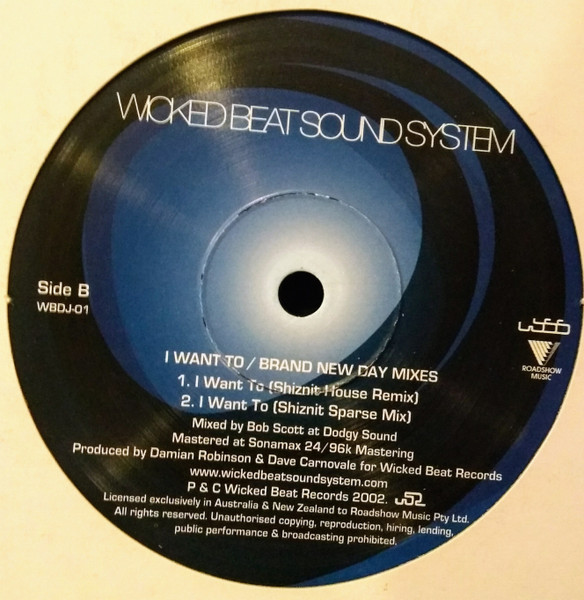 WICKED BEAT SOUND SYSTEM
Side B
WBDJ-01
ROADSHOW
MUSIC
I WANT TO / BRAND NEW DAY MIXES
1. I Want To (Shiznit House Remix)
2. I Want To (Shiznit Sparse Mix)
Mixed by Bob Scott at Dodgy Sound
Mastered at Sonamax 24/96k Mastering
Produced by Damian Robinson & Dave Carnovale for Wicked Beat Records
www.wickedbeatsoundsystem.com
P & C Wicked Beat Records 2002.
Licensed exclusively in Australia & New Zealand to Roadshow Music Pty Ltd.
All rights reserved. Unauthorised copying, reproduction, hiring, lending,
public performance & broadcasting prohibited.